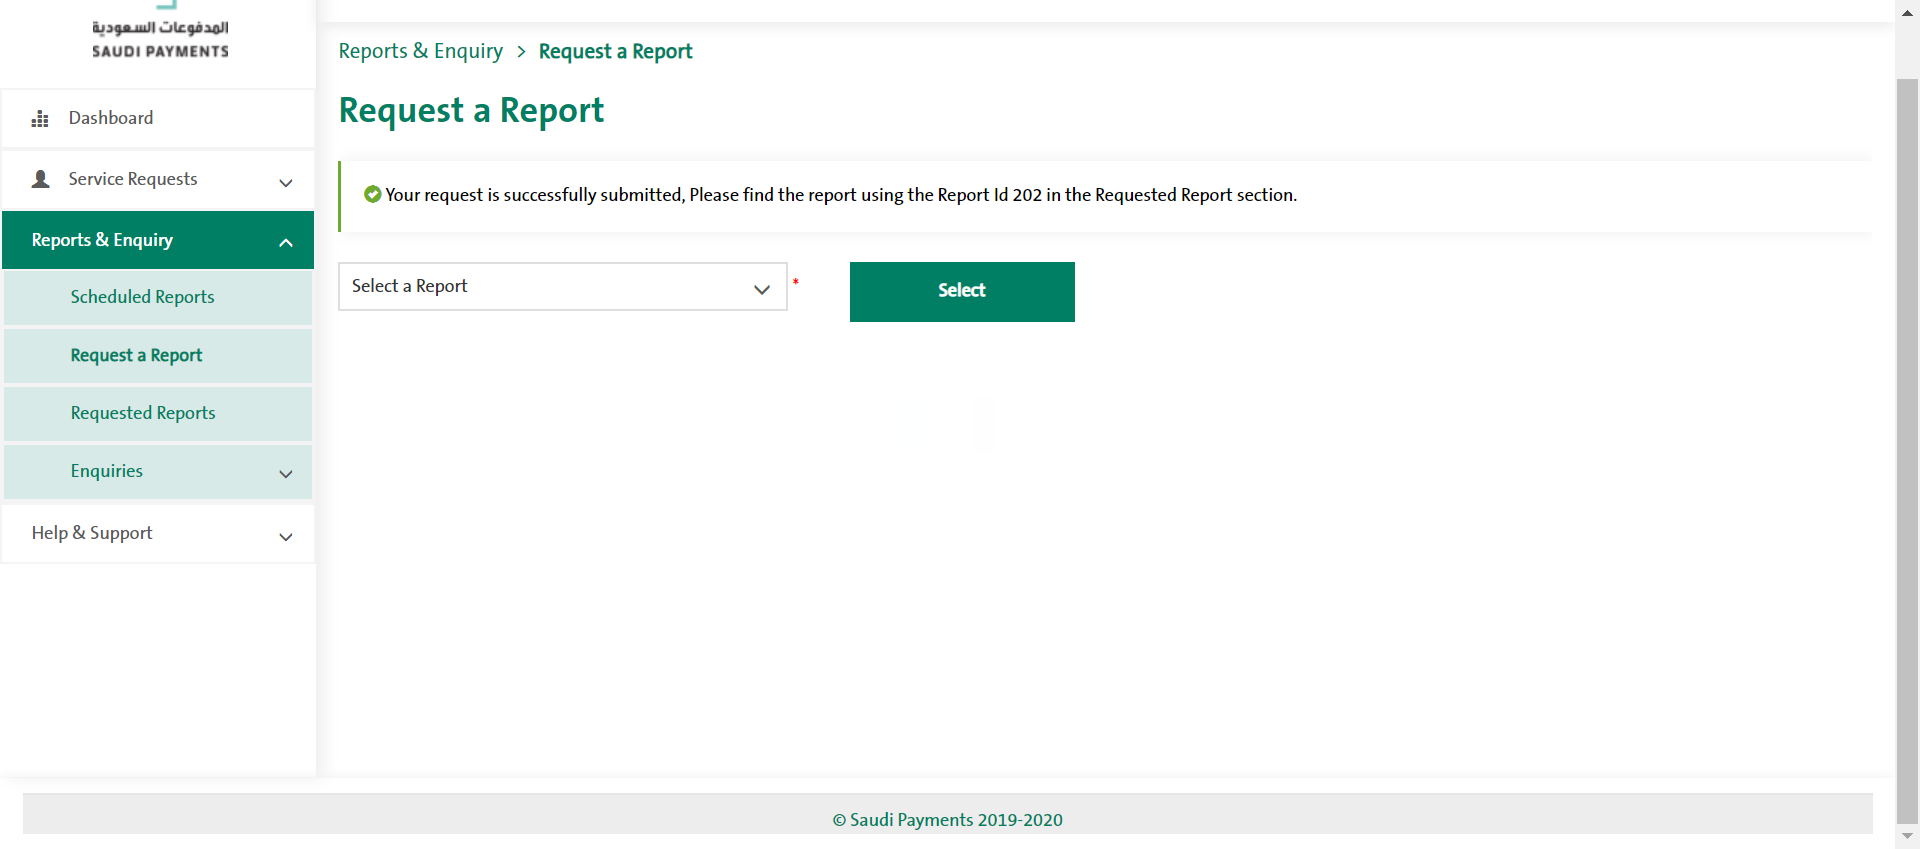 المدفوعات السعودية
SAUDI PAYMENTS
Dashboard
Service Requests
Reports & Enquiry
Scheduled Reports
Request a Report
Requested Reports
Enquiries
Help & Support
Reports & Enquiry > Request a Report
Request a Report
Your request is successfully submitted, Please find the report using the Report Id 202 in the Requested Report section.
Select a Report *
Select
© Saudi Payments 2019-2020